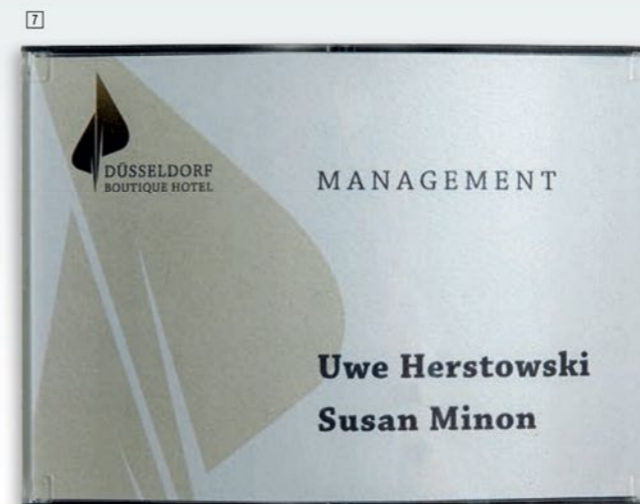 7
DÜSSELDORF
BOUTIQUE HOTEL
MANAGEMENT
Uwe Herstowski
Susan Minon